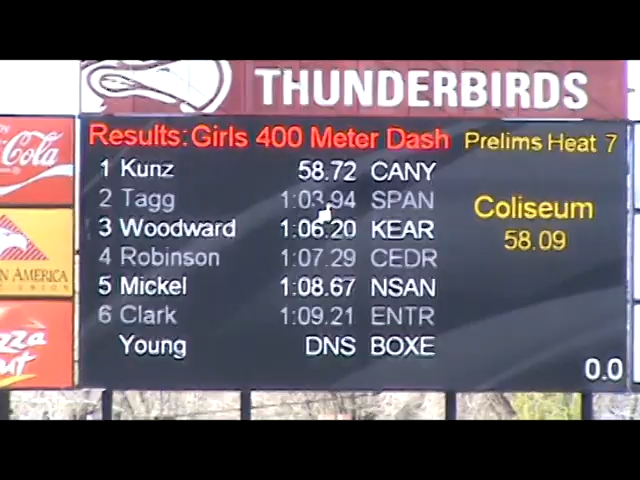 THUNDERBIRDS
Results: Girls 400 Meter Dash Prelims Heat 7
1 Kunz 58.72 CANY
2 Tagg 1:03.94 SPAN
3 Woodward 1:06.20 KEAR
4 Robinson 1:07.29 CEDR
5 Mickel 1:08.67 NSAN
6 Clark 1:09.21 ENTR
Young DNS BOXE
Coliseum
58.09
0.0
Cola
AMERICA